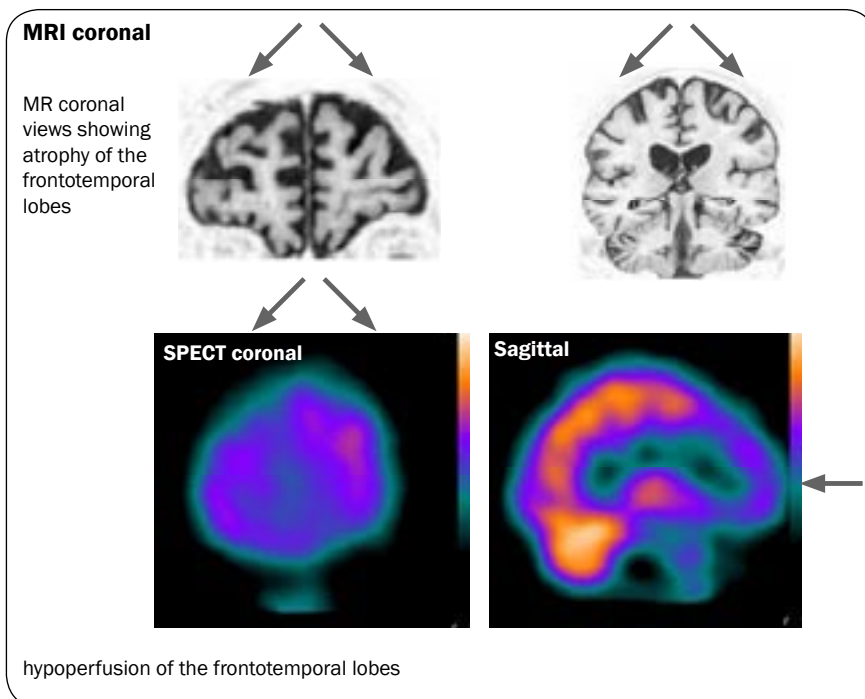 MRI coronal
MR coronal
views showing
atrophy of the
frontotemporal
lobes
SPECT coronal
Sagittal
hypoperfusion of the frontotemporal lobes